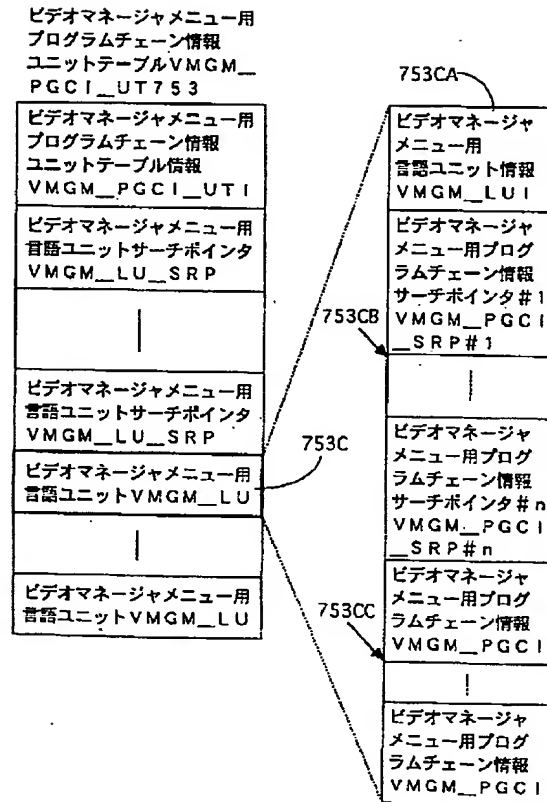 ビデオマネージャメニュー用
プログラムチェーン情報
ユニットテーブルVMGM__
PGCI__UT753
ビデオマネージャメニュー用
プログラムチェーン情報
ユニットテーブル情報
VMGM__PGCI__UTI
ビデオマネージャメニュー用
言語ユニットサーチポインタ
VMGM__LU__SRP
ビデオマネージャメニュー用
言語ユニットサーチポインタ
VMGM__LU__SRP
753C
ビデオマネージャメニュー用
言語ユニットVMGM__LU
ビデオマネージャメニュー用
言語ユニットVMGM__LU
753CA
ビデオマネージャ
メニュー用
言語ユニット情報
VMGM__LUI
ビデオマネージャ
メニュー用プログ
ラムチェーン情報
サーチポインタ#1
VMGM__PGCI
__SRP#1
753CB
ビデオマネージャ
メニュー用プログ
ラムチェーン情報
サーチポインタ#n
VMGM__PGCI
__SRP#n
ビデオマネージャ
メニュー用プログ
ラムチェーン情報
VMGM__PGCI
753CC
ビデオマネージャ
メニュー用プログ
ラムチェーン情報
VMGM__PGCI